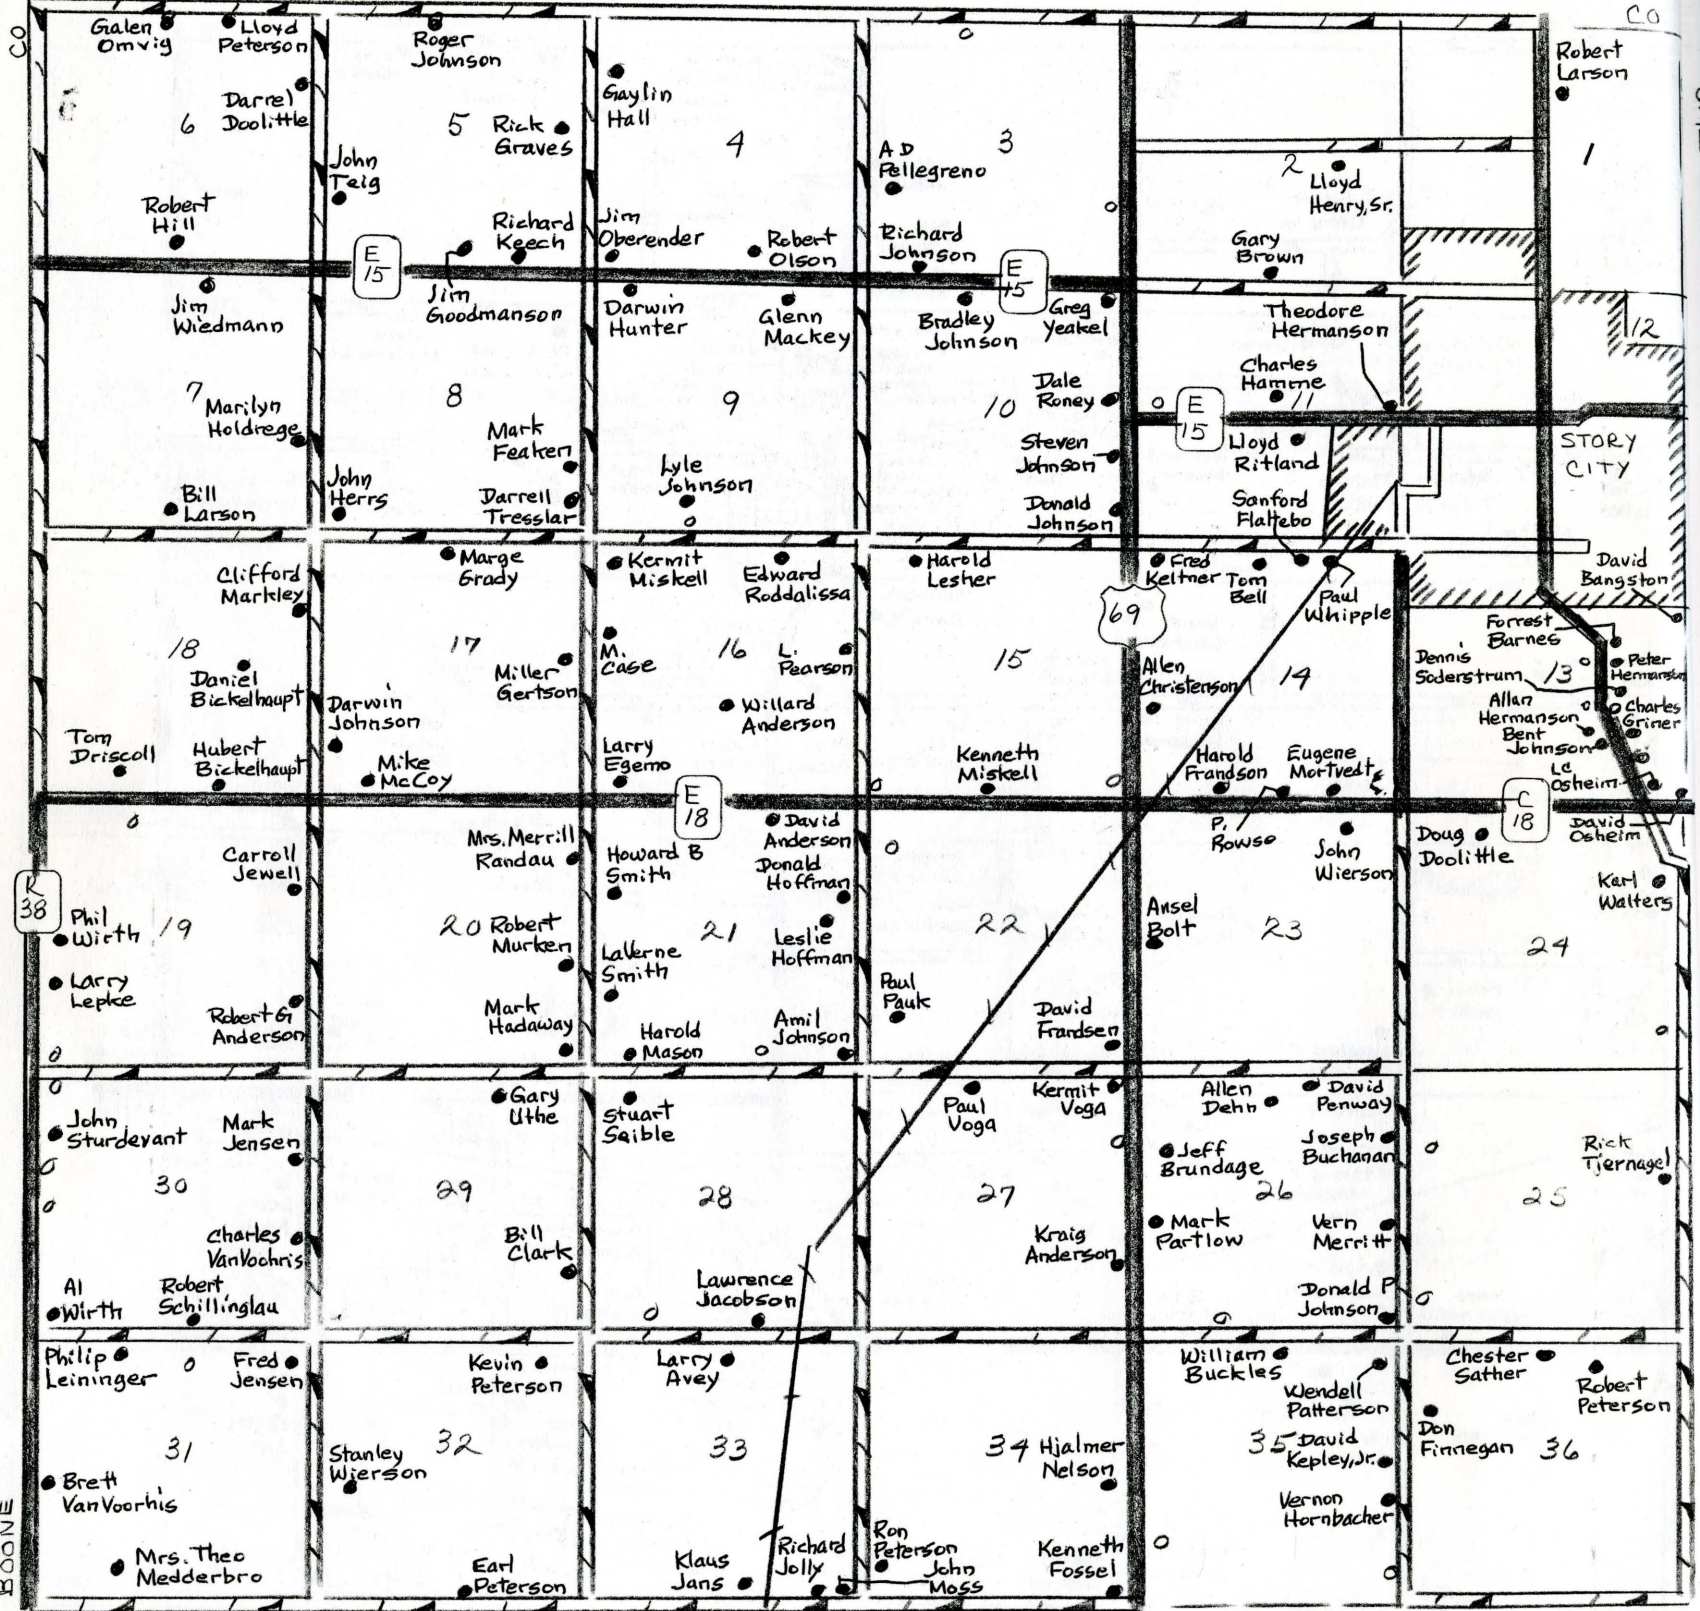 CO
CO
Galen
Omvig
Lloyd
Peterson
Darrel
Doolittle
6
Robert
Hill
Roger
Johnson
5
Rick
Graves
John
Teig
Richard
Keech
Gaylin
Hall
4
Jim
Oberender
Robert
Olson
3
A D
Pellegreno
Richard
Johnson
2
Lloyd
Henry, Sr.
Gary
Brown
Robert
Larson
1
E
15
E
15
Jim
Wiedmann
7
Marilyn
Holdrege
Bill
Larson
Jim
Goodmanson
8
Mark
Feaken
John
Herrs
Darrell
Tresslar
Darwin
Hunter
Glenn
Mackey
9
Lyle
Johnson
Bradley
Johnson
Greg
Yeakel
Dale
Roney
10
Steven
Johnson
Donald
Johnson
Theodore
Hermanson
Charles
Hamme
11
E
15
Lloyd
Ritland
Sanford
Flattebo
12
STORY
CITY
Clifford
Markley
18
Daniel
Bickelhaupt
Tom
Driscoll
Hubert
Bickelhaupt
Marge
Grady
17
Miller
Gertson
Darwin
Johnson
Mike
McCoy
Kermit
Miskell
Edward
Roddalissa
M.
Case
16
L.
Pearson
Willard
Anderson
Larry
Egemo
Harold
Lesher
15
Kenneth
Miskell
69
Fred
Keltner
Tom
Bell
Paul
Whipple
Allen
Christenson
14
Harold
Frandson
Eugene
Mortvedt
David
Bangston
Forrest
Barnes
Dennis
Soderstrum
13
Peter
Hermanson
Allan
Hermanson
Charles
Griner
Bent
Johnson
Le
Osheim
E
18
C
18
K
38
19
Carroll
Jewell
Phil
Wirth
Larry
Lepke
Robert G
Anderson
Mrs. Merrill
Randau
20
Robert
Murken
Mark
Hadaway
David
Anderson
Howard B
Smith
Donald
Hoffman
21
Leslie
Hoffman
LaVerne
Smith
Harold
Mason
Amil
Johnson
22
Paul
Pauk
David
Frandsen
P.
Rowse
John
Wierson
Ansel
Bolt
23
Doug
Doolittle
David
Osheim
Karl
Walters
24
John
Sturdevant
Mark
Jensen
30
Charles
VanVochris
Al
Wirth
Robert
Schillinglau
Gary
Uthe
29
Bill
Clark
Stuart
Seible
28
Lawrence
Jacobson
Paul
Voga
Kermit
Voga
27
Kraig
Anderson
Allen
Dehn
David
Penway
Joseph
Buchanan
Jeff
Brundage
26
Mark
Partlow
Vern
Merritt
Donald P
Johnson
Rick
Tjernagel
25
Philip
Leininger
Fred
Jensen
31
Brett
VanVoorhis
Mrs. Theo
Medderbro
Kevin
Peterson
32
Stanley
Wierson
Earl
Peterson
Larry
Avey
33
Klaus
Jans
Richard
Jolly
34
Hjalmer
Nelson
Ron
Peterson
John
Moss
Kenneth
Fossel
William
Buckles
Wendell
Patterson
35
David
Kepley, Jr.
Vernon
Hornbacher
Chester
Sather
Robert
Peterson
Don
Finnegan
36
BOONE